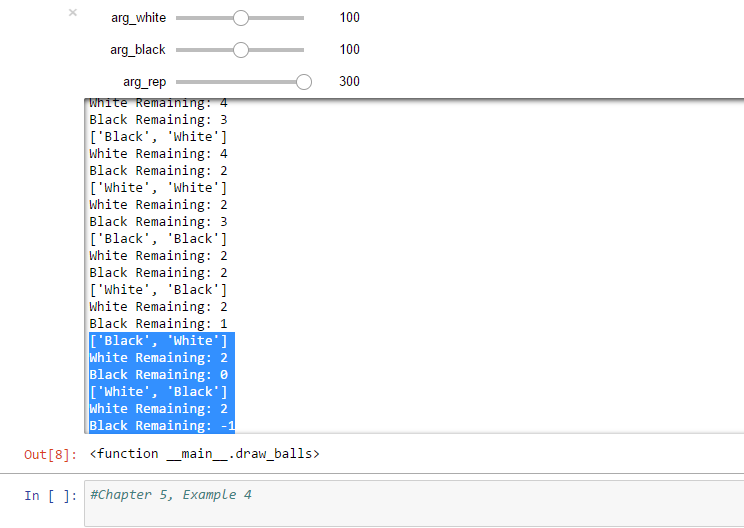 ×
arg_white 100
arg_black 100
arg_rep 300
White Remaining: 4
Black Remaining: 3
['Black', 'White']
White Remaining: 4
Black Remaining: 2
['White', 'White']
White Remaining: 2
Black Remaining: 3
['Black', 'Black']
White Remaining: 2
Black Remaining: 2
['White', 'Black']
White Remaining: 2
Black Remaining: 1
['Black', 'White']
White Remaining: 2
Black Remaining: 0
['White', 'Black']
White Remaining: 2
Black Remaining: -1
Out[8]: <function __main__.draw_balls>
In [ ]: #Chapter 5, Example 4